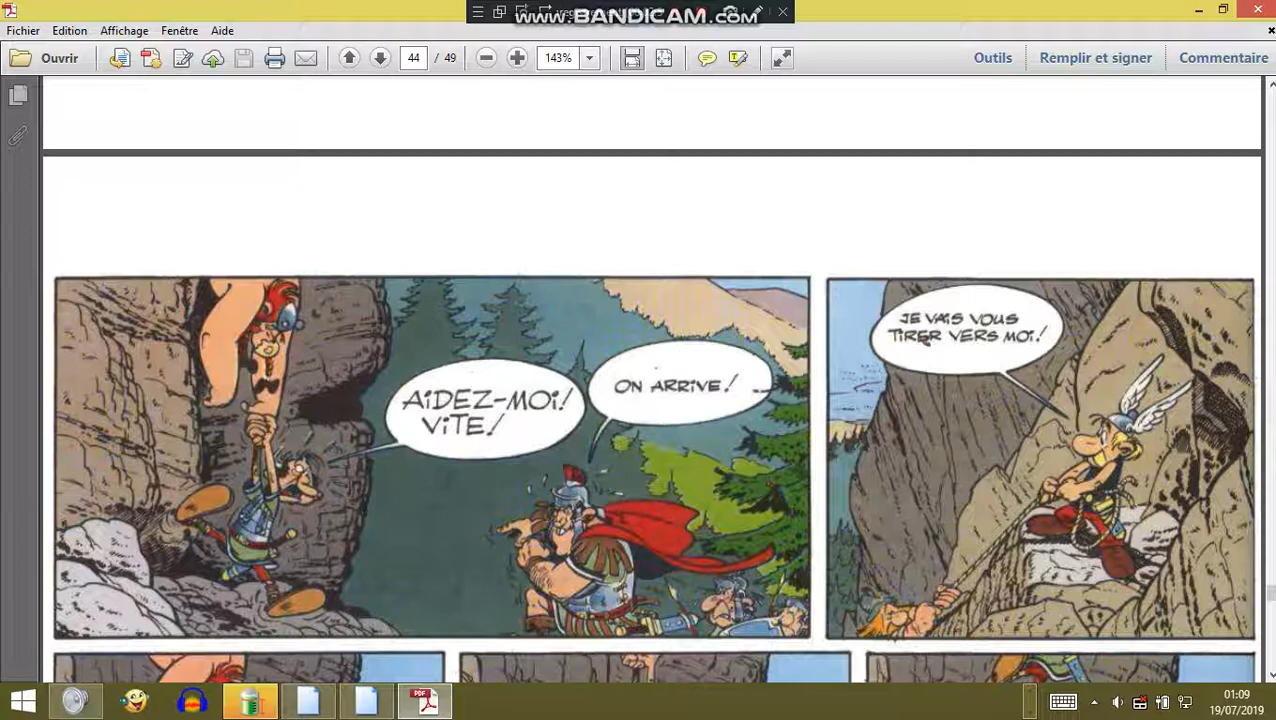 www.BANDICAM.com
Fichier Edition Affichage Fenêtre Aide
Ouvrir 44 / 49 143% Outils Remplir et signer Commentaire
JE VAIS VOUS
TIRER VERS MOI!
ON ARRIVE!
AIDEZ-MOI!
VITE!
PDF
01:09
19/07/2019